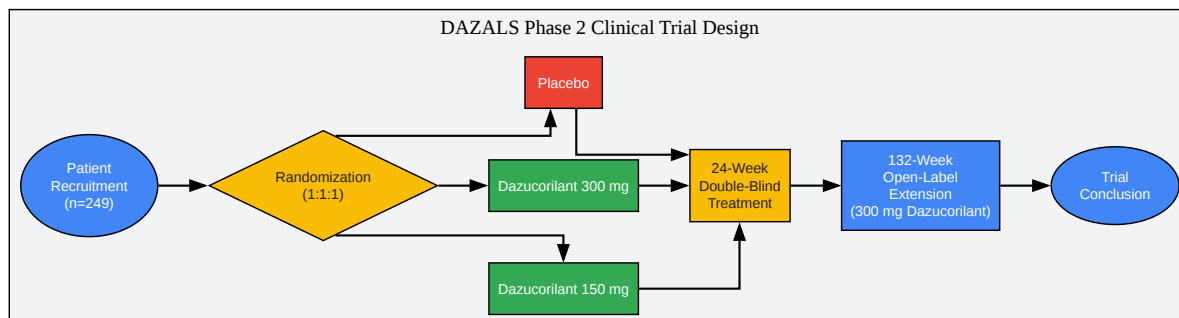 DAZALS Phase 2 Clinical Trial Design
Patient
Recruitment
(n=249)
Randomization
(1:1:1)
Placebo
Dazucorilant 300 mg
Dazucorilant 150 mg
24-Week
Double-Blind
Treatment
132-Week
Open-Label
Extension
(300 mg Dazucorilant)
Trial
Conclusion